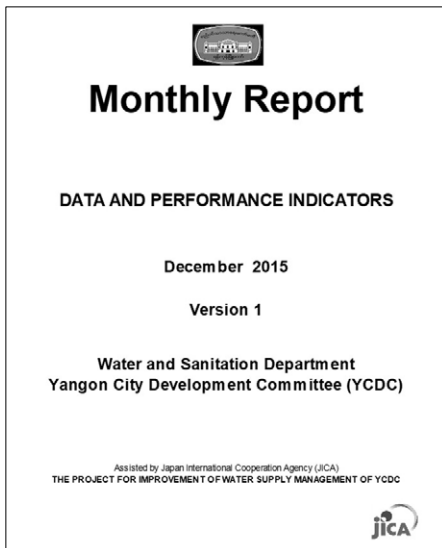 Monthly Report
DATA AND PERFORMANCE INDICATORS
December 2015
Version 1
Water and Sanitation Department
Yangon City Development Committee (YCDC)
Assisted by Japan International Cooperation Agency (JICA)
THE PROJECT FOR IMPROVEMENT OF WATER SUPPLY MANAGEMENT OF YCDC
jica